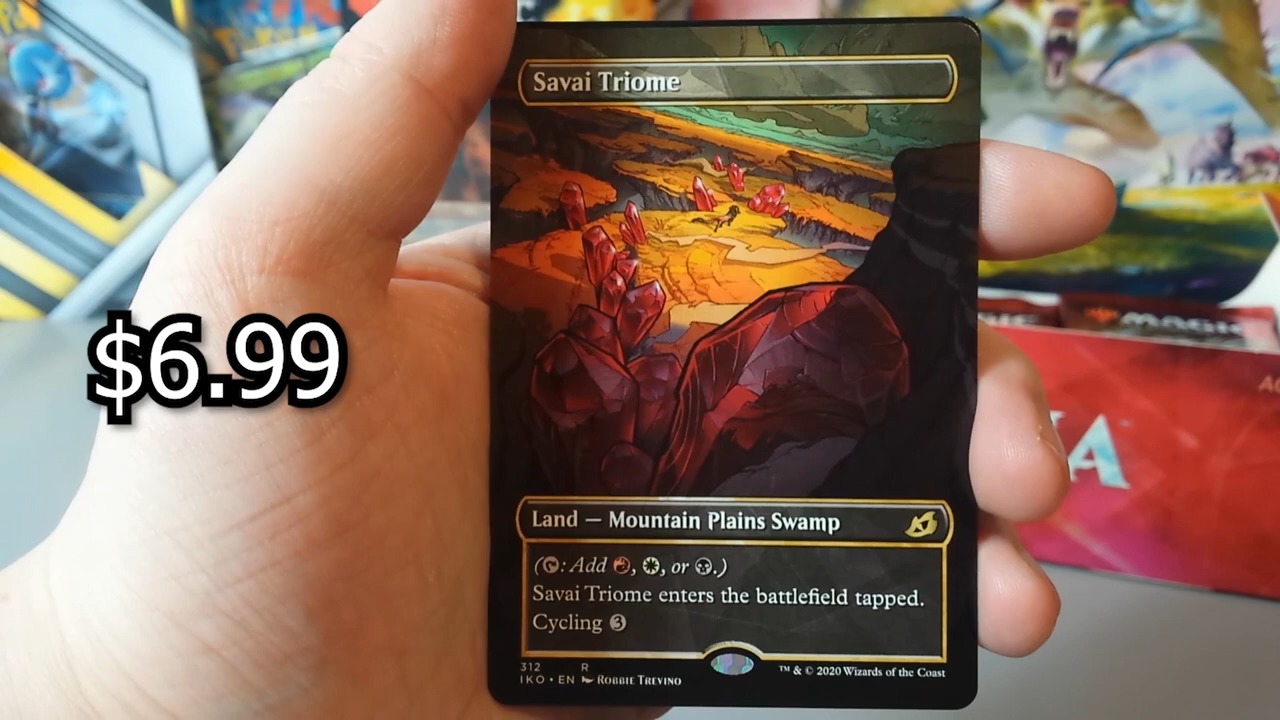 Savai Triome
$6.99
Land — Mountain Plains Swamp
( : Add , , or .)
Savai Triome enters the battlefield tapped.
Cycling 3
312 R
IKO • EN Robbie Trevino
™ & © 2020 Wizards of the Coast
MAGIC